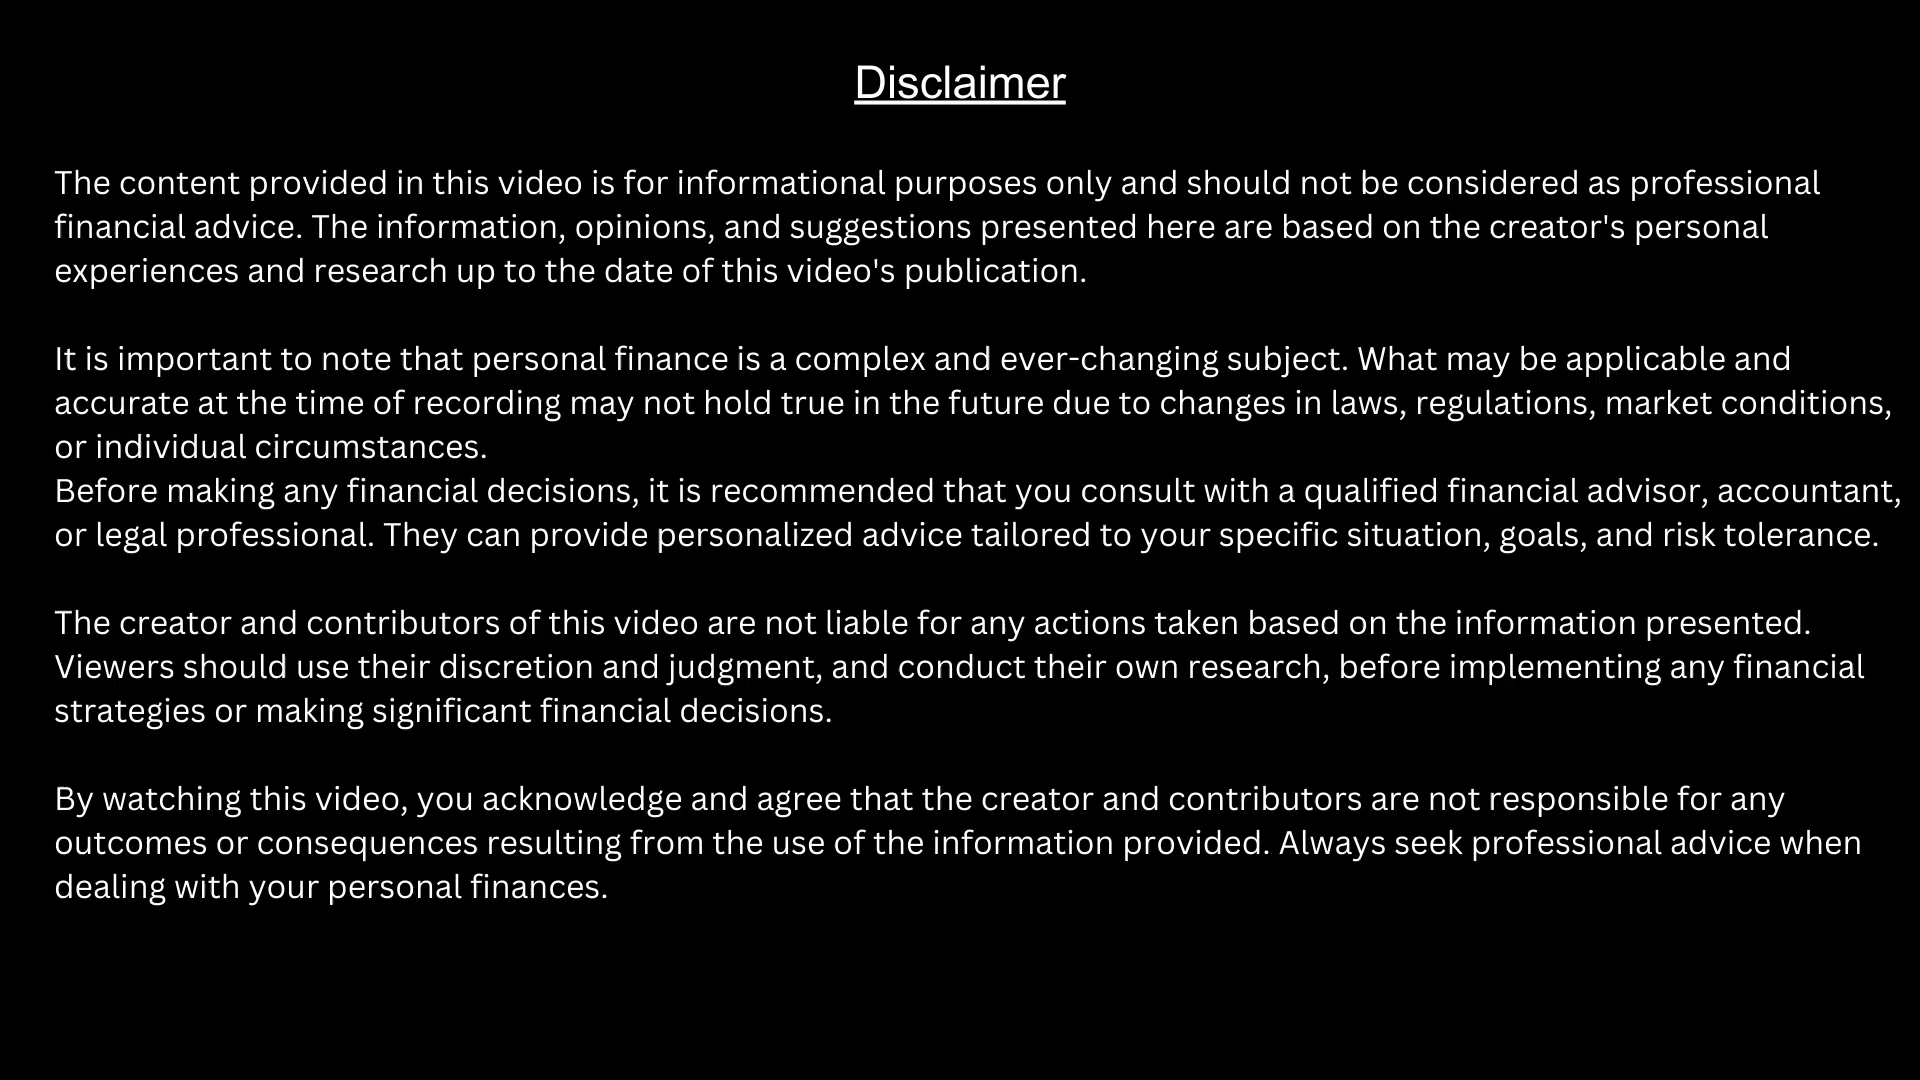 Disclaimer
The content provided in this video is for informational purposes only and should not be considered as professional
financial advice. The information, opinions, and suggestions presented here are based on the creator's personal
experiences and research up to the date of this video's publication.
It is important to note that personal finance is a complex and ever-changing subject. What may be applicable and
accurate at the time of recording may not hold true in the future due to changes in laws, regulations, market conditions,
or individual circumstances.
Before making any financial decisions, it is recommended that you consult with a qualified financial advisor, accountant,
or legal professional. They can provide personalized advice tailored to your specific situation, goals, and risk tolerance.
The creator and contributors of this video are not liable for any actions taken based on the information presented.
Viewers should use their discretion and judgment, and conduct their own research, before implementing any financial
strategies or making significant financial decisions.
By watching this video, you acknowledge and agree that the creator and contributors are not responsible for any
outcomes or consequences resulting from the use of the information provided. Always seek professional advice when
dealing with your personal finances.